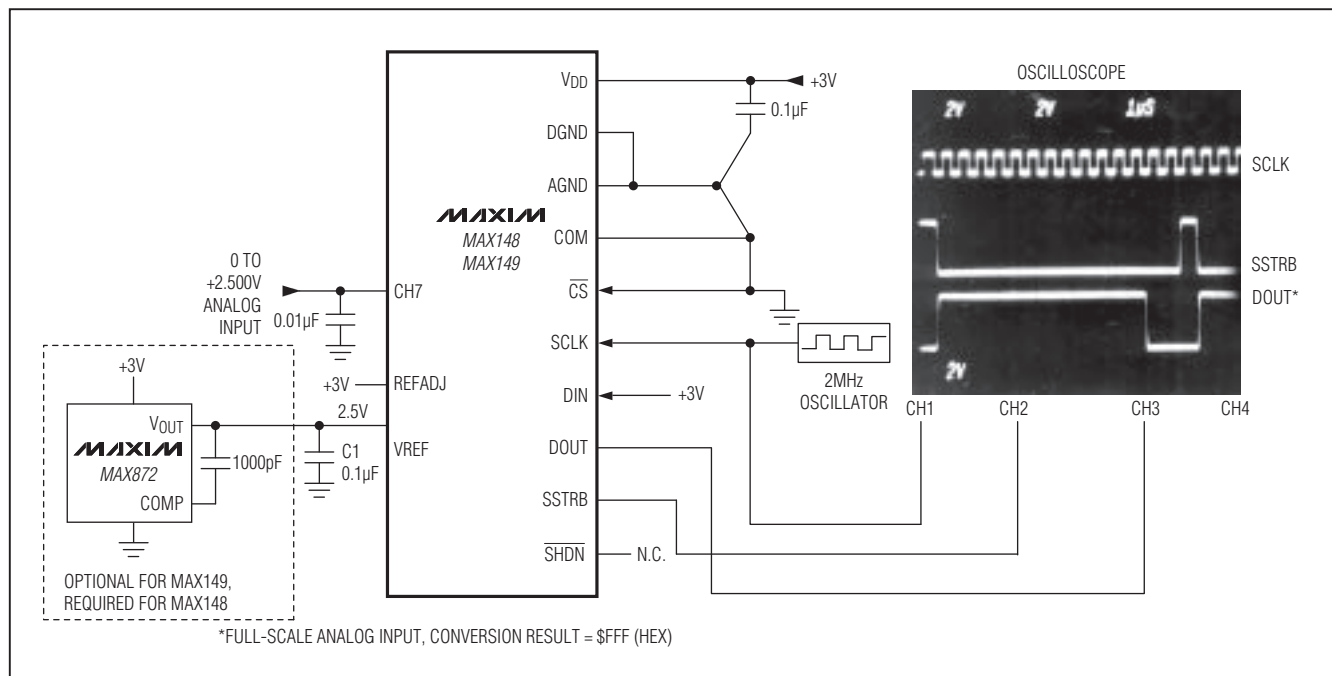 VDD
DGND
AGND
COM
CS
SCLK
DIN
DOUT
SSTRB
SHDN
MAXIM
MAX148
MAX149
CH7
REFADJ
VREF
0 TO
+2.500V
ANALOG
INPUT
0.01µF
+3V
+3V
2.5V
VOUT
MAXIM
MAX872
COMP
1000pF
C1
0.1µF
OPTIONAL FOR MAX149,
REQUIRED FOR MAX148
+3V
0.1µF
2MHz
OSCILLATOR
+3V
N.C.
OSCILLOSCOPE
2V 2V 1µS
SCLK
SSTRB
DOUT*
2V
CH1 CH2 CH3 CH4
*FULL-SCALE ANALOG INPUT, CONVERSION RESULT = $FFF (HEX)